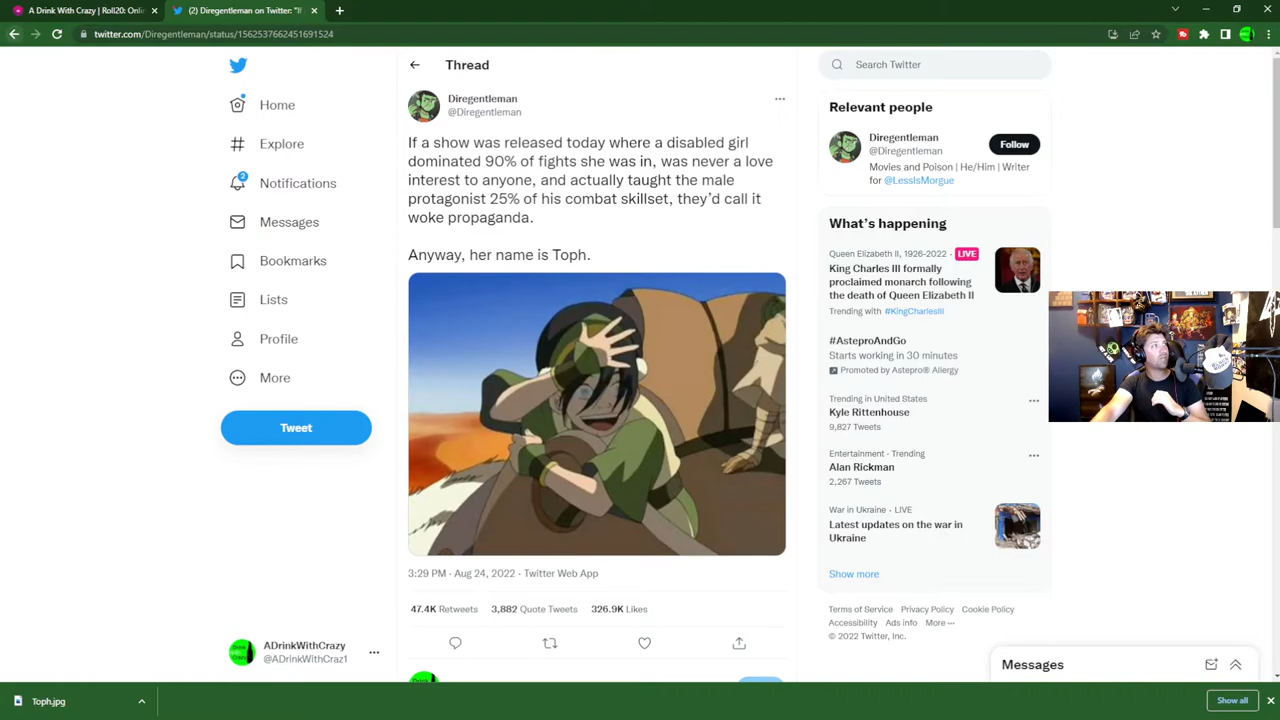 A Drink With Crazy | Roll20: Onlin
(2) Diregentleman on Twitter: "If
twitter.com/Diregentleman/status/1562537662451691524
Home
Explore
2
Notifications
Messages
Bookmarks
Lists
Profile
More
Tweet
ADrinkWithCrazy
@ADrinkWithCraz1
Thread
Diregentleman
@Diregentleman
If a show was released today where a disabled girl
dominated 90% of fights she was in, was never a love
interest to anyone, and actually taught the male
protagonist 25% of his combat skillset, they'd call it
woke propaganda.
Anyway, her name is Toph.
3:29 PM · Aug 24, 2022 · Twitter Web App
47.4K Retweets 3,882 Quote Tweets 326.9K Likes
Search Twitter
Relevant people
Diregentleman
@Diregentleman
Follow
Movies and Poison | He/Him | Writer
for @LessIsMorgue
What's happening
Queen Elizabeth II, 1926-2022 · LIVE
King Charles III formally
proclaimed monarch following
the death of Queen Elizabeth II
Trending with #KingCharlesIII
#AsteproAndGo
Starts working in 30 minutes
Promoted by Astepro® Allergy
Trending in United States
Kyle Rittenhouse
9,827 Tweets
Entertainment · Trending
Alan Rickman
2,267 Tweets
War in Ukraine · LIVE
Latest updates on the war in
Ukraine
Show more
Terms of Service Privacy Policy Cookie Policy
Accessibility Ads info More ···
© 2022 Twitter, Inc.
Messages
Toph.jpg
Show all